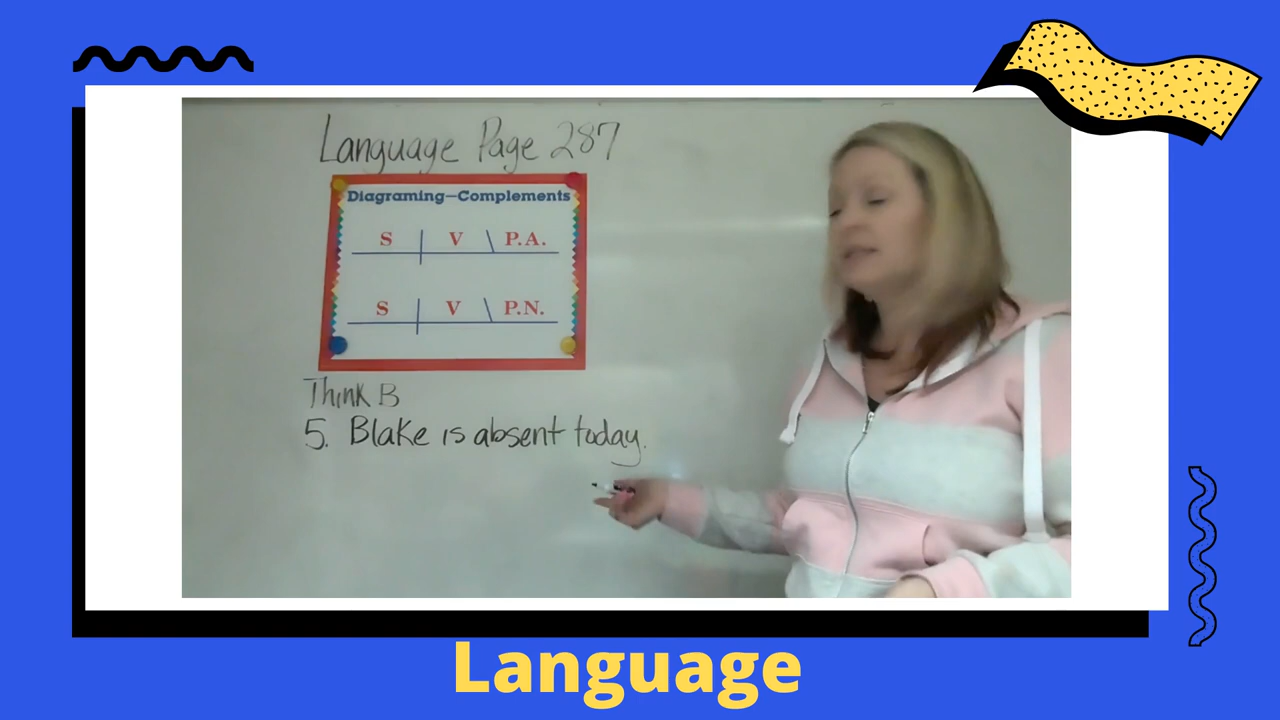 Language Page 287
Diagraming—Complements
S V P.A.
S V P.N.
Think B
5. Blake is absent today.
Language